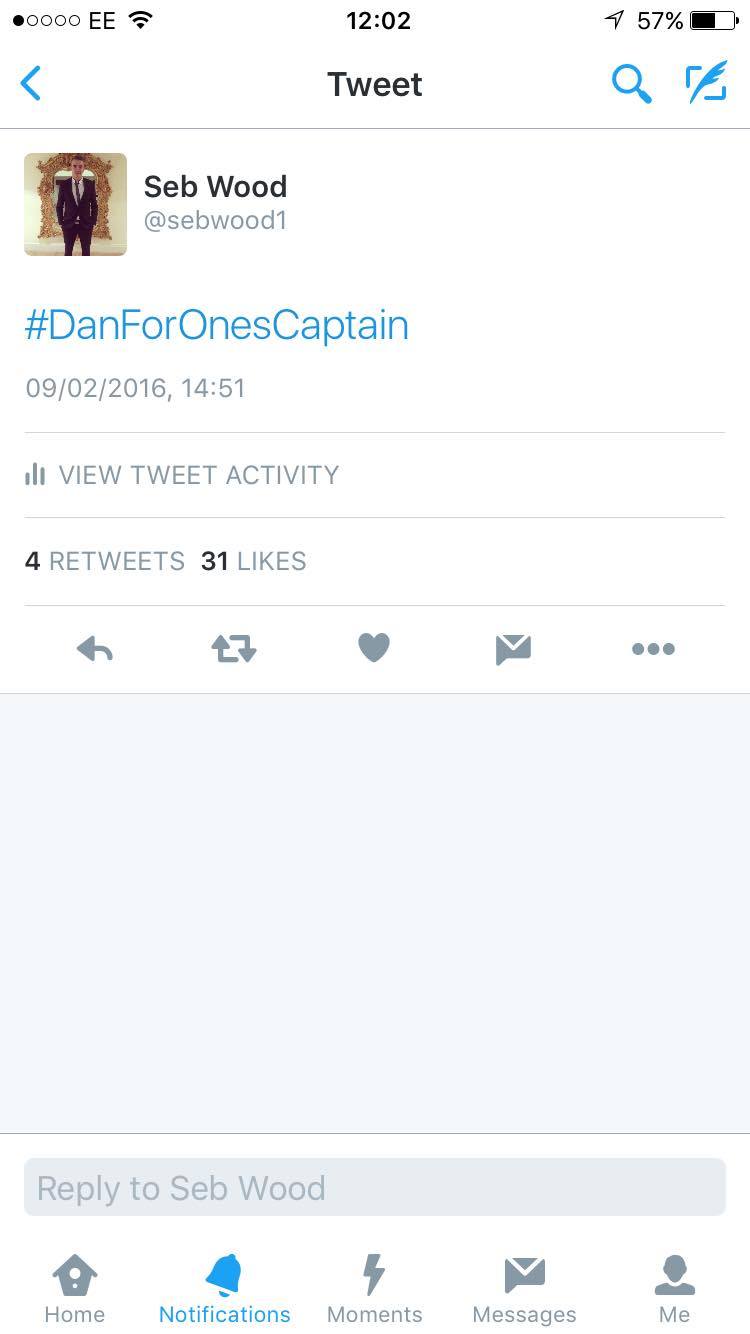 EE 12:02 57%
Tweet
Seb Wood
@sebwood1
#DanForOnesCaptain
09/02/2016, 14:51
VIEW TWEET ACTIVITY
4 RETWEETS 31 LIKES
Reply to Seb Wood
Home Notifications Moments Messages Me